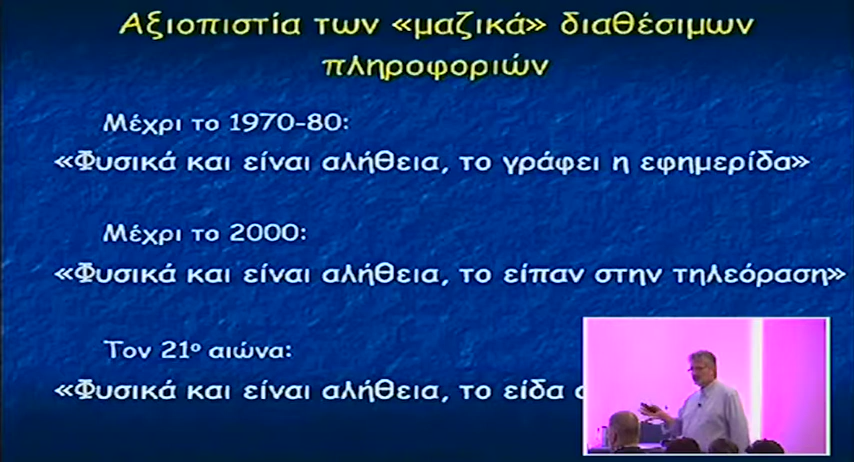 Αξιοπιστία των «μαζικά» διαθέσιμων
πληροφοριών
Μέχρι το 1970-80:
«Φυσικά και είναι αλήθεια, το γράφει η εφημερίδα»
Μέχρι το 2000:
«Φυσικά και είναι αλήθεια, το είπαν στην τηλεόραση»
Τον 21ο αιώνα:
«Φυσικά και είναι αλήθεια, το είδα